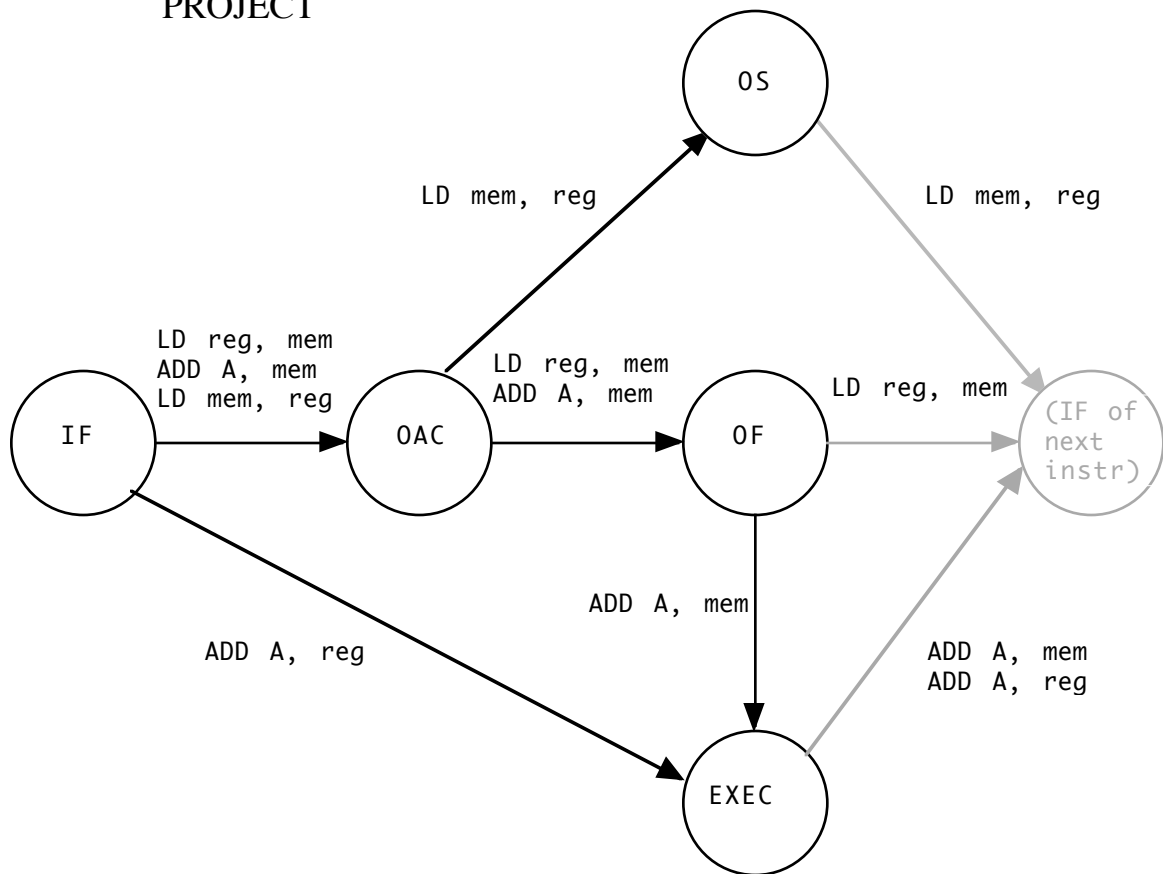 PROJECT
OS
LD mem, reg
LD mem, reg
LD reg, mem
ADD A, mem
LD mem, reg
LD reg, mem
ADD A, mem
LD reg, mem
IF
OAC
OF
(IF of
next
instr)
ADD A, mem
ADD A, reg
ADD A, mem
ADD A, reg
EXEC